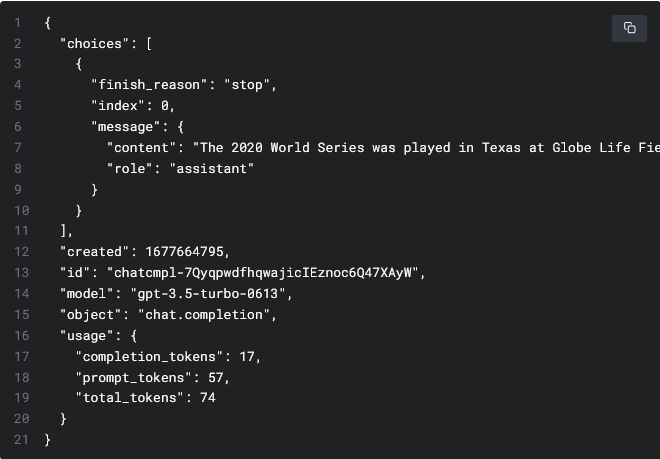 1 {
2   "choices": [
3     {
4       "finish_reason": "stop",
5       "index": 0,
6       "message": {
7         "content": "The 2020 World Series was played in Texas at Globe Life Fie
8         "role": "assistant"
9       }
10     }
11   ],
12   "created": 1677664795,
13   "id": "chatcmpl-7QyqpwdfhqwajicIEznoc6Q47XAyW",
14   "model": "gpt-3.5-turbo-0613",
15   "object": "chat.completion",
16   "usage": {
17     "completion_tokens": 17,
18     "prompt_tokens": 57,
19     "total_tokens": 74
20   }
21 }